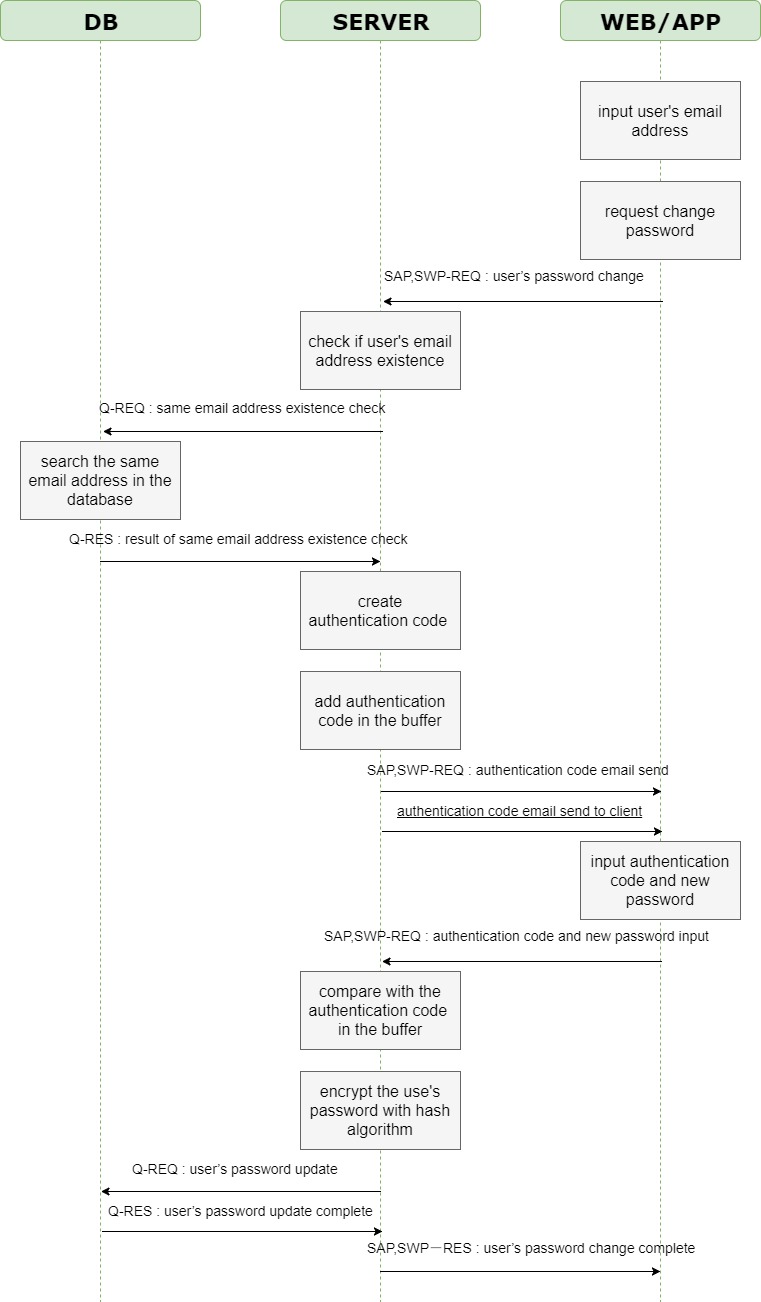 DB
SERVER
WEB/APP
input user's email
address
request change
password
SAP,SWP-REQ : user’s password change
check if user's email
address existence
Q-REQ : same email address existence check
search the same
email address in the
database
Q-RES : result of same email address existence check
create
authentication code
add authentication
code in the buffer
SAP,SWP-REQ : authentication code email send
authentication code email send to client
input authentication
code and new
password
SAP,SWP-REQ : authentication code and new password input
compare with the
authentication code
in the buffer
encrypt the use's
password with hash
algorithm
Q-REQ : user’s password update
Q-RES : user’s password update complete
SAP,SWP－RES : user’s password change complete